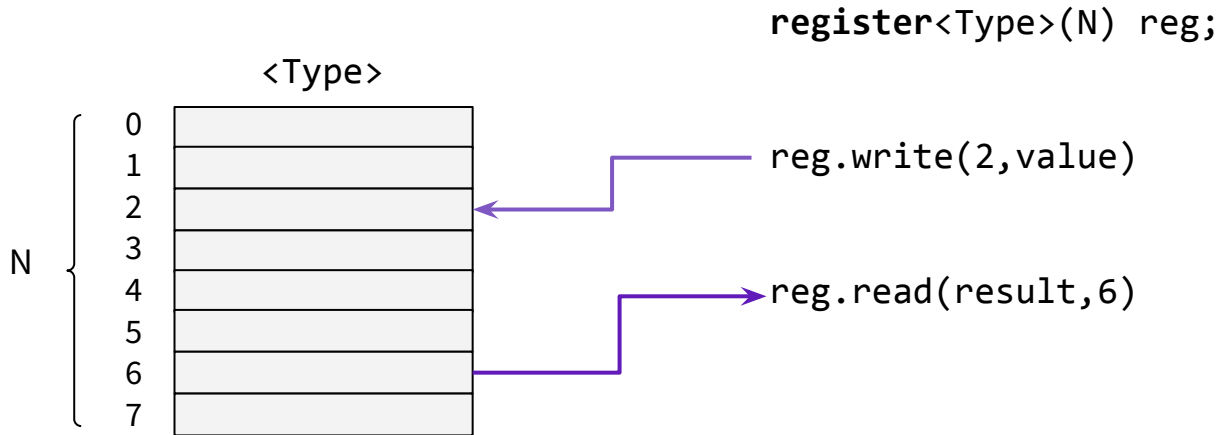 register<Type>(N) reg;
<Type>
0
1
reg.write(2,value)
2
3
N
4
reg.read(result,6)
5
6
7